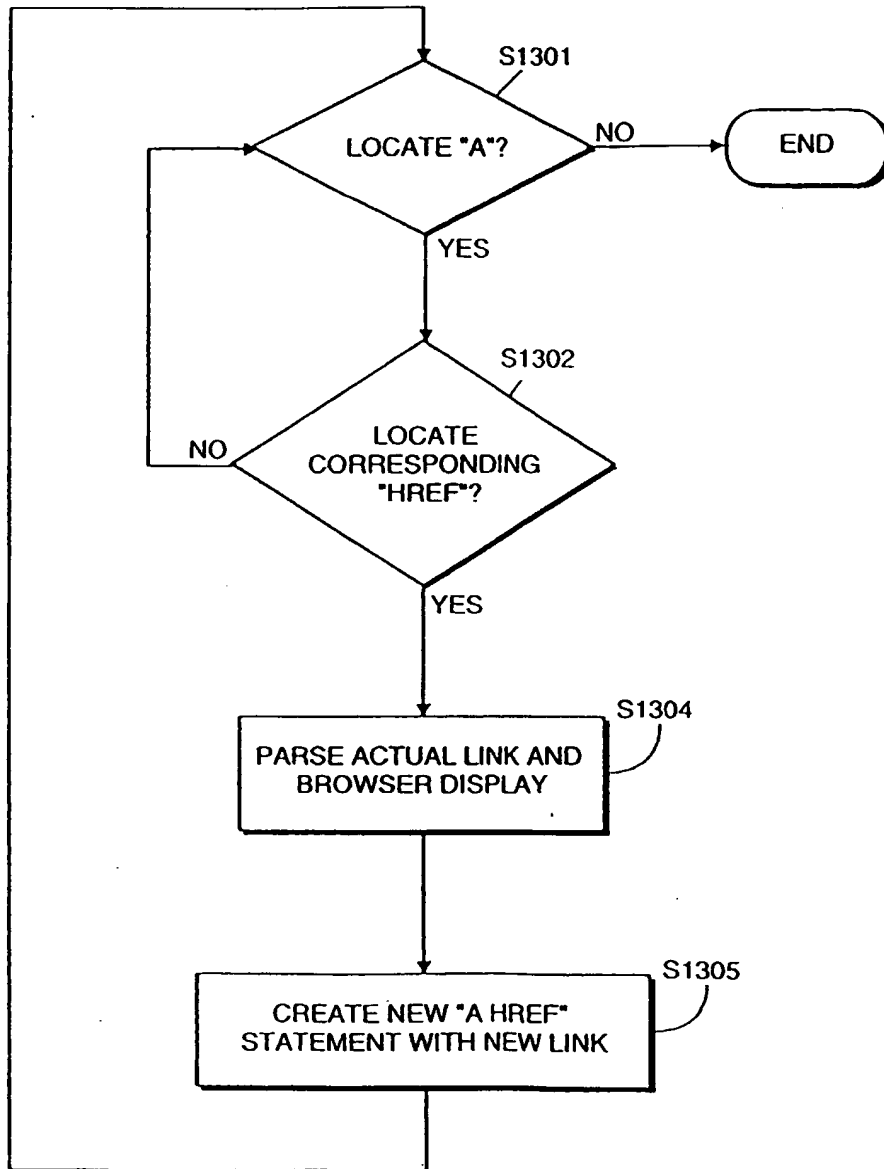 S1301
LOCATE "A"?
NO
END
YES
S1302
LOCATE
CORRESPONDING
"HREF"?
NO
YES
S1304
PARSE ACTUAL LINK AND
BROWSER DISPLAY
S1305
CREATE NEW "A HREF"
STATEMENT WITH NEW LINK